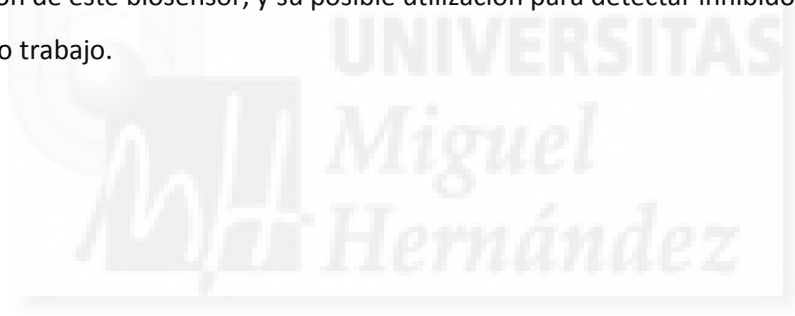 ón de este biosensor, y su posible utilización para detectar inhibido
o trabajo.
UNIVERSITAS
Miguel
Hernández